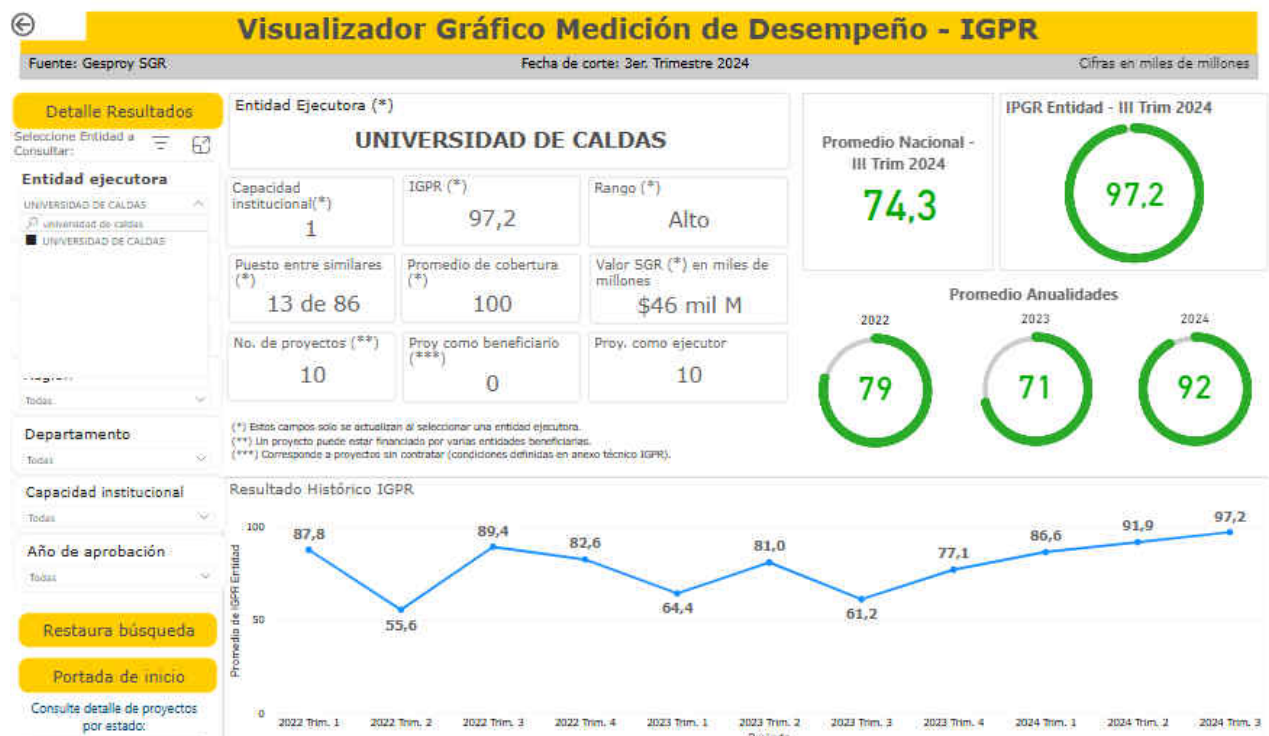 Visualizador Gráfico Medición de Desempeño - IGPR
Fuente: Gesproy SGR
Fecha de corte: 3er. Trimestre 2024
Cifras en miles de millones
Detalle Resultados
Seleccione Entidad a
Consultar:
Entidad ejecutora
UNIVERSIDAD DE CALDAS
universidad de caldas
UNIVERSIDAD DE CALDAS
Todas
Departamento
Todas
Capacidad institucional
Todas
Año de aprobación
Todas
Restaura búsqueda
Portada de inicio
Consulte detalle de proyectos
por estado:
Entidad Ejecutora (*)
UNIVERSIDAD DE CALDAS
Capacidad
institucional(*)
1
IGPR (*)
97,2
Rango (*)
Alto
Puesto entre similares
(*)
13 de 86
Promedio de cobertura
(*)
100
Valor SGR (*) en miles de
millones
$46 mil M
No. de proyectos (**)
10
Proy como beneficiario
(***)
0
Proy. como ejecutor
10
(*) Estos campos solo se actualizan al seleccionar una entidad ejecutora.
(**) Un proyecto puede estar financiado por varias entidades beneficiarias.
(***) Corresponde a proyectos sin contratar (condiciones definidas en anexo técnico IGPR).
Promedio Nacional -
III Trim 2024
74,3
IPGR Entidad - III Trim 2024
97,2
Promedio Anualidades
2022
79
2023
71
2024
92
Resultado Histórico IGPR
Promedio de IGPR Entidad
100
50
0
87,8
55,6
89,4
82,6
64,4
81,0
61,2
77,1
86,6
91,9
97,2
2022 Trim. 1
2022 Trim. 2
2022 Trim. 3
2022 Trim. 4
2023 Trim. 1
2023 Trim. 2
2023 Trim. 3
2023 Trim. 4
2024 Trim. 1
2024 Trim. 2
2024 Trim. 3